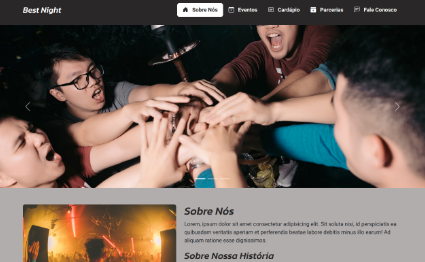 Best Night
Sobre Nós
Eventos
Cardápio
Parcerias
Fale Conosco
Sobre Nós
Lorem, ipsum dolor sit amet consectetur adipisicing elit. Sit soluta nisi, id perspiciatis ea
quibusdam veritatis aperiam et perferendis beatae labore debitis minus illo earum! Ad
aliquam ratione esse dignissimos.
Sobre Nossa História